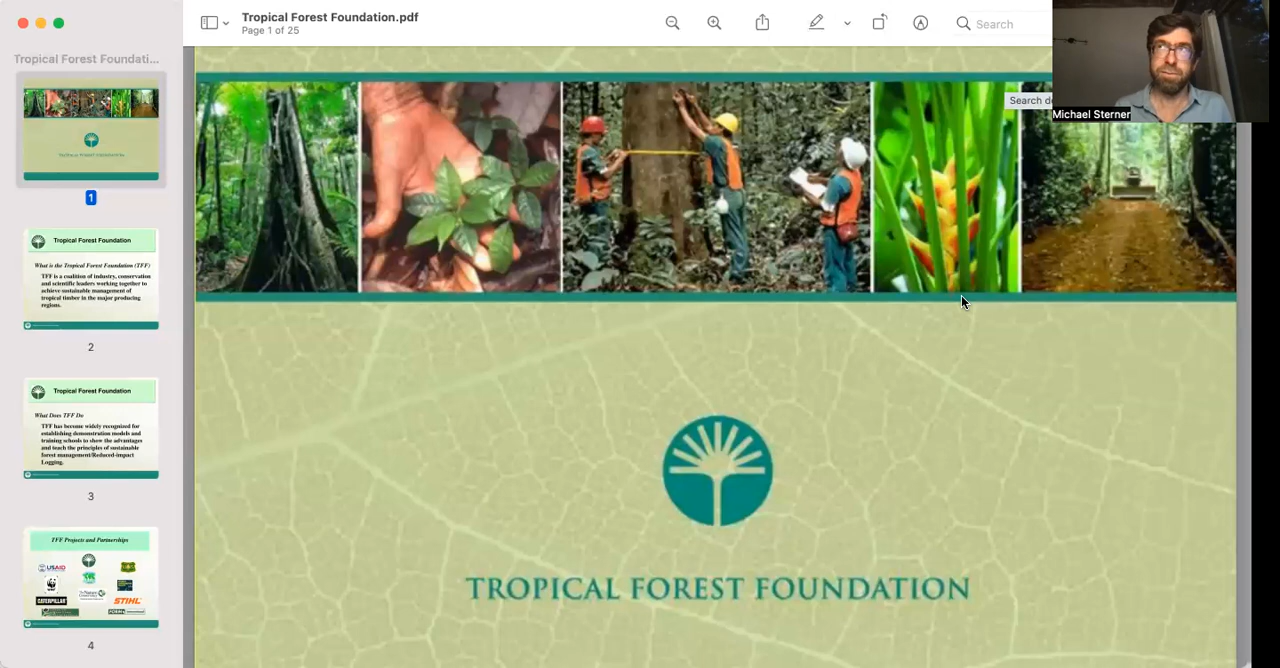 Tropical Forest Foundation.pdf
Page 1 of 25
Search
Tropical Forest Foundati...
Search do
Michael Sterner
1
Tropical Forest Foundation
What is the Tropical Forest Foundation (TFF)
TFF is a coalition of industry, conservation
and scientific leaders working together to
achieve sustainable management of
tropical timber in the major producing
regions.
2
Tropical Forest Foundation
What Does TFF Do
TFF has become widely recognized for
establishing demonstration models and
training schools to show the advantages
and teach the principles of sustainable
forest management/Reduced-impact
Logging.
3
TFF Projects and Partnerships
USAID
WWF
CATERPILLAR
STIHL
4
TROPICAL FOREST FOUNDATION